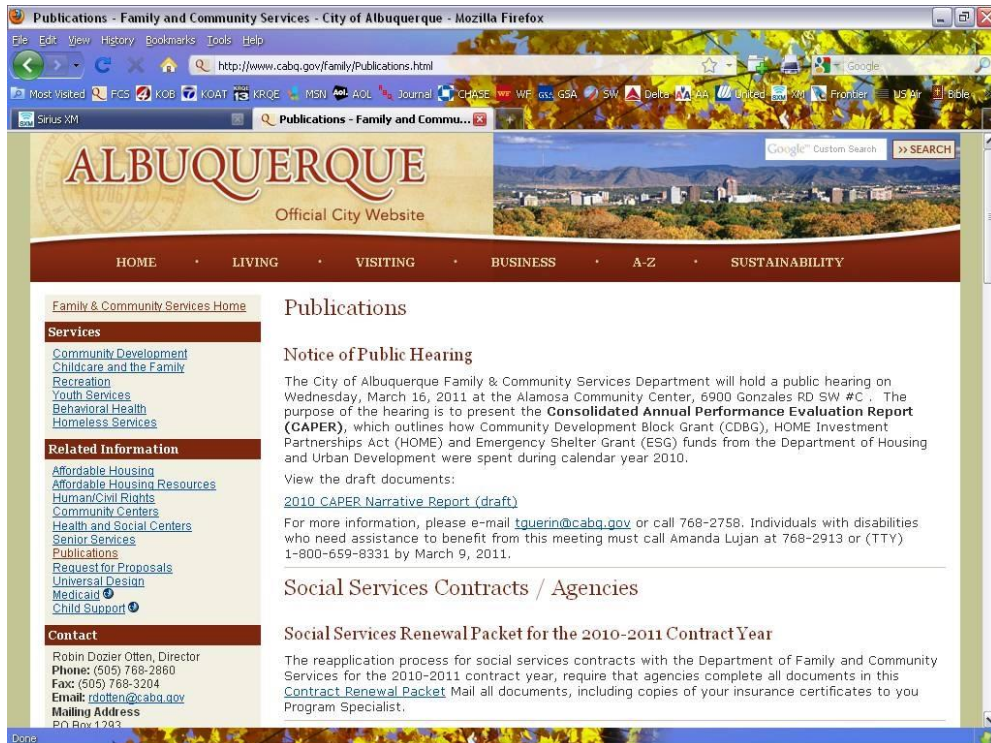 Publications - Family and Community Services - City of Albuquerque - Mozilla Firefox
File Edit View History Bookmarks Tools Help
http://www.cabq.gov/family/Publications.html
Google
Most Visited FCS KOB KOAT KRQE MSN AOL Journal CHASE WF GSA SW Delta AA United XM Frontier US Air Bible
Sirius XM
Publications - Family and Commu...
ALBUQUERQUE
Official City Website
Google™ Custom Search
>> SEARCH
HOME • LIVING • VISITING • BUSINESS • A-Z • SUSTAINABILITY
Family & Community Services Home
Services
Community Development
Childcare and the Family
Recreation
Youth Services
Behavioral Health
Homeless Services
Related Information
Affordable Housing
Affordable Housing Resources
Human/Civil Rights
Community Centers
Health and Social Centers
Senior Services
Publications
Request for Proposals
Universal Design
Medicaid
Child Support
Contact
Robin Dozier Otten, Director
Phone: (505) 768-2860
Fax: (505) 768-3204
Email: rdotten@cabq.gov
Mailing Address
PO Box 1293
Publications
Notice of Public Hearing
The City of Albuquerque Family & Community Services Department will hold a public hearing on
Wednesday, March 16, 2011 at the Alamosa Community Center, 6900 Gonzales RD SW #C . The
purpose of the hearing is to present the Consolidated Annual Performance Evaluation Report
(CAPER), which outlines how Community Development Block Grant (CDBG), HOME Investment
Partnerships Act (HOME) and Emergency Shelter Grant (ESG) funds from the Department of Housing
and Urban Development were spent during calendar year 2010.
View the draft documents:
2010 CAPER Narrative Report (draft)
For more information, please e-mail tguerin@cabq.gov or call 768-2758. Individuals with disabilities
who need assistance to benefit from this meeting must call Amanda Lujan at 768-2913 or (TTY)
1-800-659-8331 by March 9, 2011.
Social Services Contracts / Agencies
Social Services Renewal Packet for the 2010-2011 Contract Year
The reapplication process for social services contracts with the Department of Family and Community
Services for the 2010-2011 contract year, require that agencies complete all documents in this
Contract Renewal Packet Mail all documents, including copies of your insurance certificates to you
Program Specialist.
Done